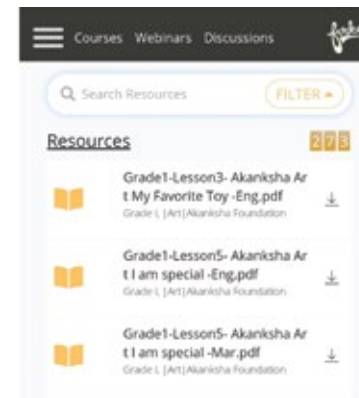 Courses Webinars Discussions
Search Resources
FILTER
Resources
273
Grade1-Lesson3- Akanksha Ar
t My Favorite Toy -Eng.pdf
Grade I, |Art|Akanksha Foundation
Grade1-Lesson5- Akanksha Ar
t I am special -Eng.pdf
Grade I, |Art|Akanksha Foundation
Grade1-Lesson5- Akanksha Ar
t I am special -Mar.pdf
Grade I, |Art|Akanksha Foundation